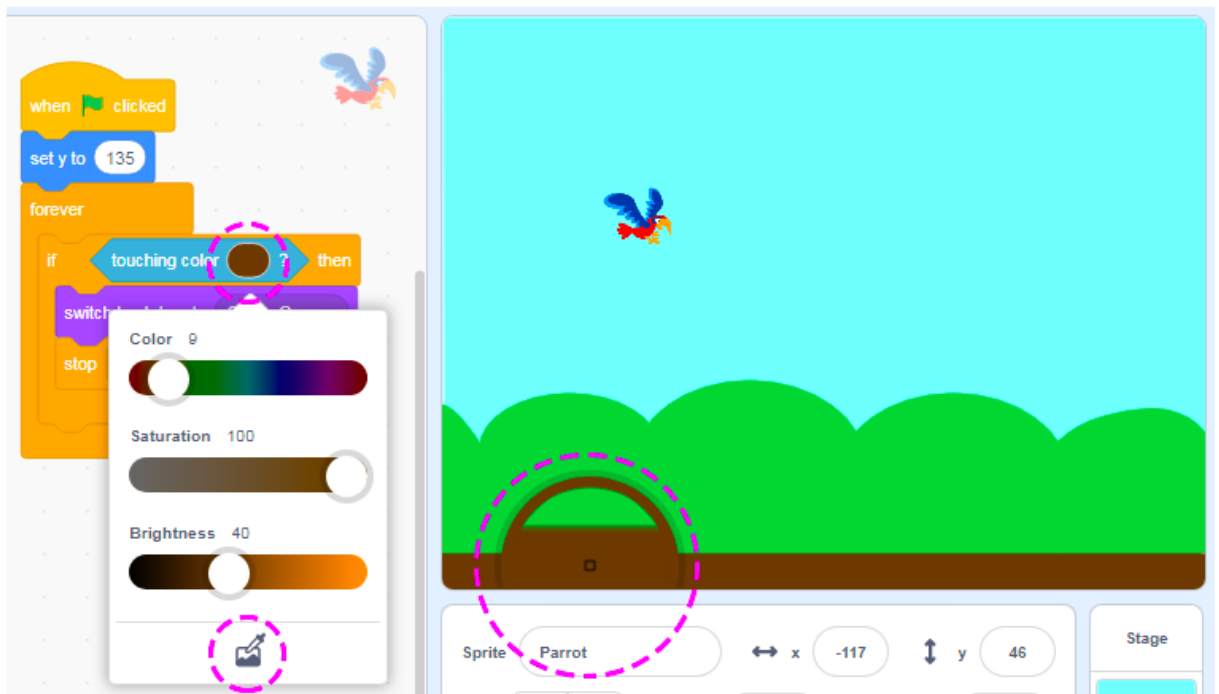 when clicked
set y to 135
forever
if touching color ? then
switch
stop
Color 9
Saturation 100
Brightness 40
Sprite Parrot x -117 y 46
Stage